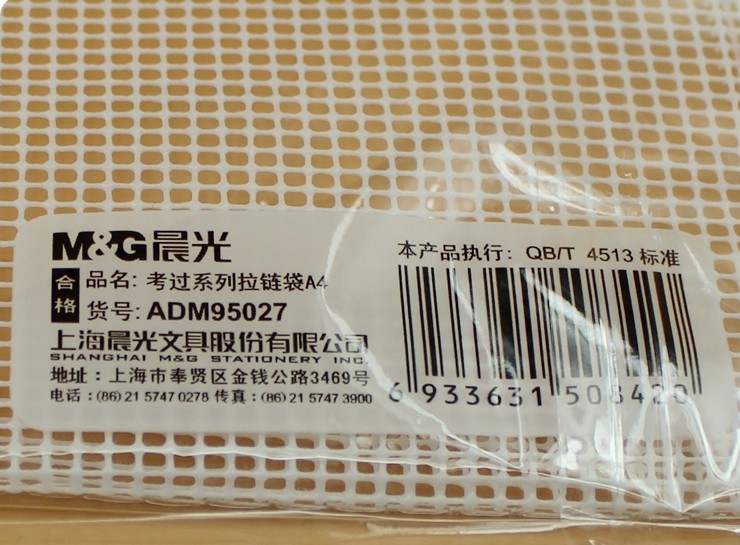 M&G晨光
合格
品名: 考过系列拉链袋A4
货号: ADM95027
上海晨光文具股份有限公司
SHANGHAI M&G STATIONERY INC.
地址：上海市奉贤区金钱公路3469号
电话：(86) 21 5747 0278 传真：(86) 21 5747 3900
本产品执行: QB/T 4513 标准
6 933631 508420